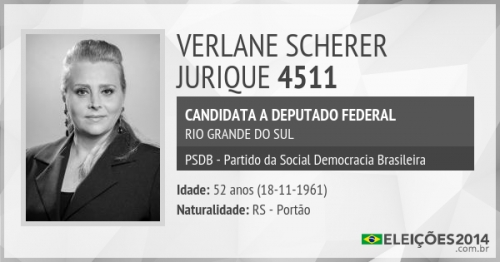 VERLANE SCHERER
JURIQUE 4511
CANDIDATA A DEPUTADO FEDERAL
RIO GRANDE DO SUL
PSDB - Partido da Social Democracia Brasileira
Idade: 52 anos (18-11-1961)
Naturalidade: RS - Portão
ELEIÇÕES2014
.com.br